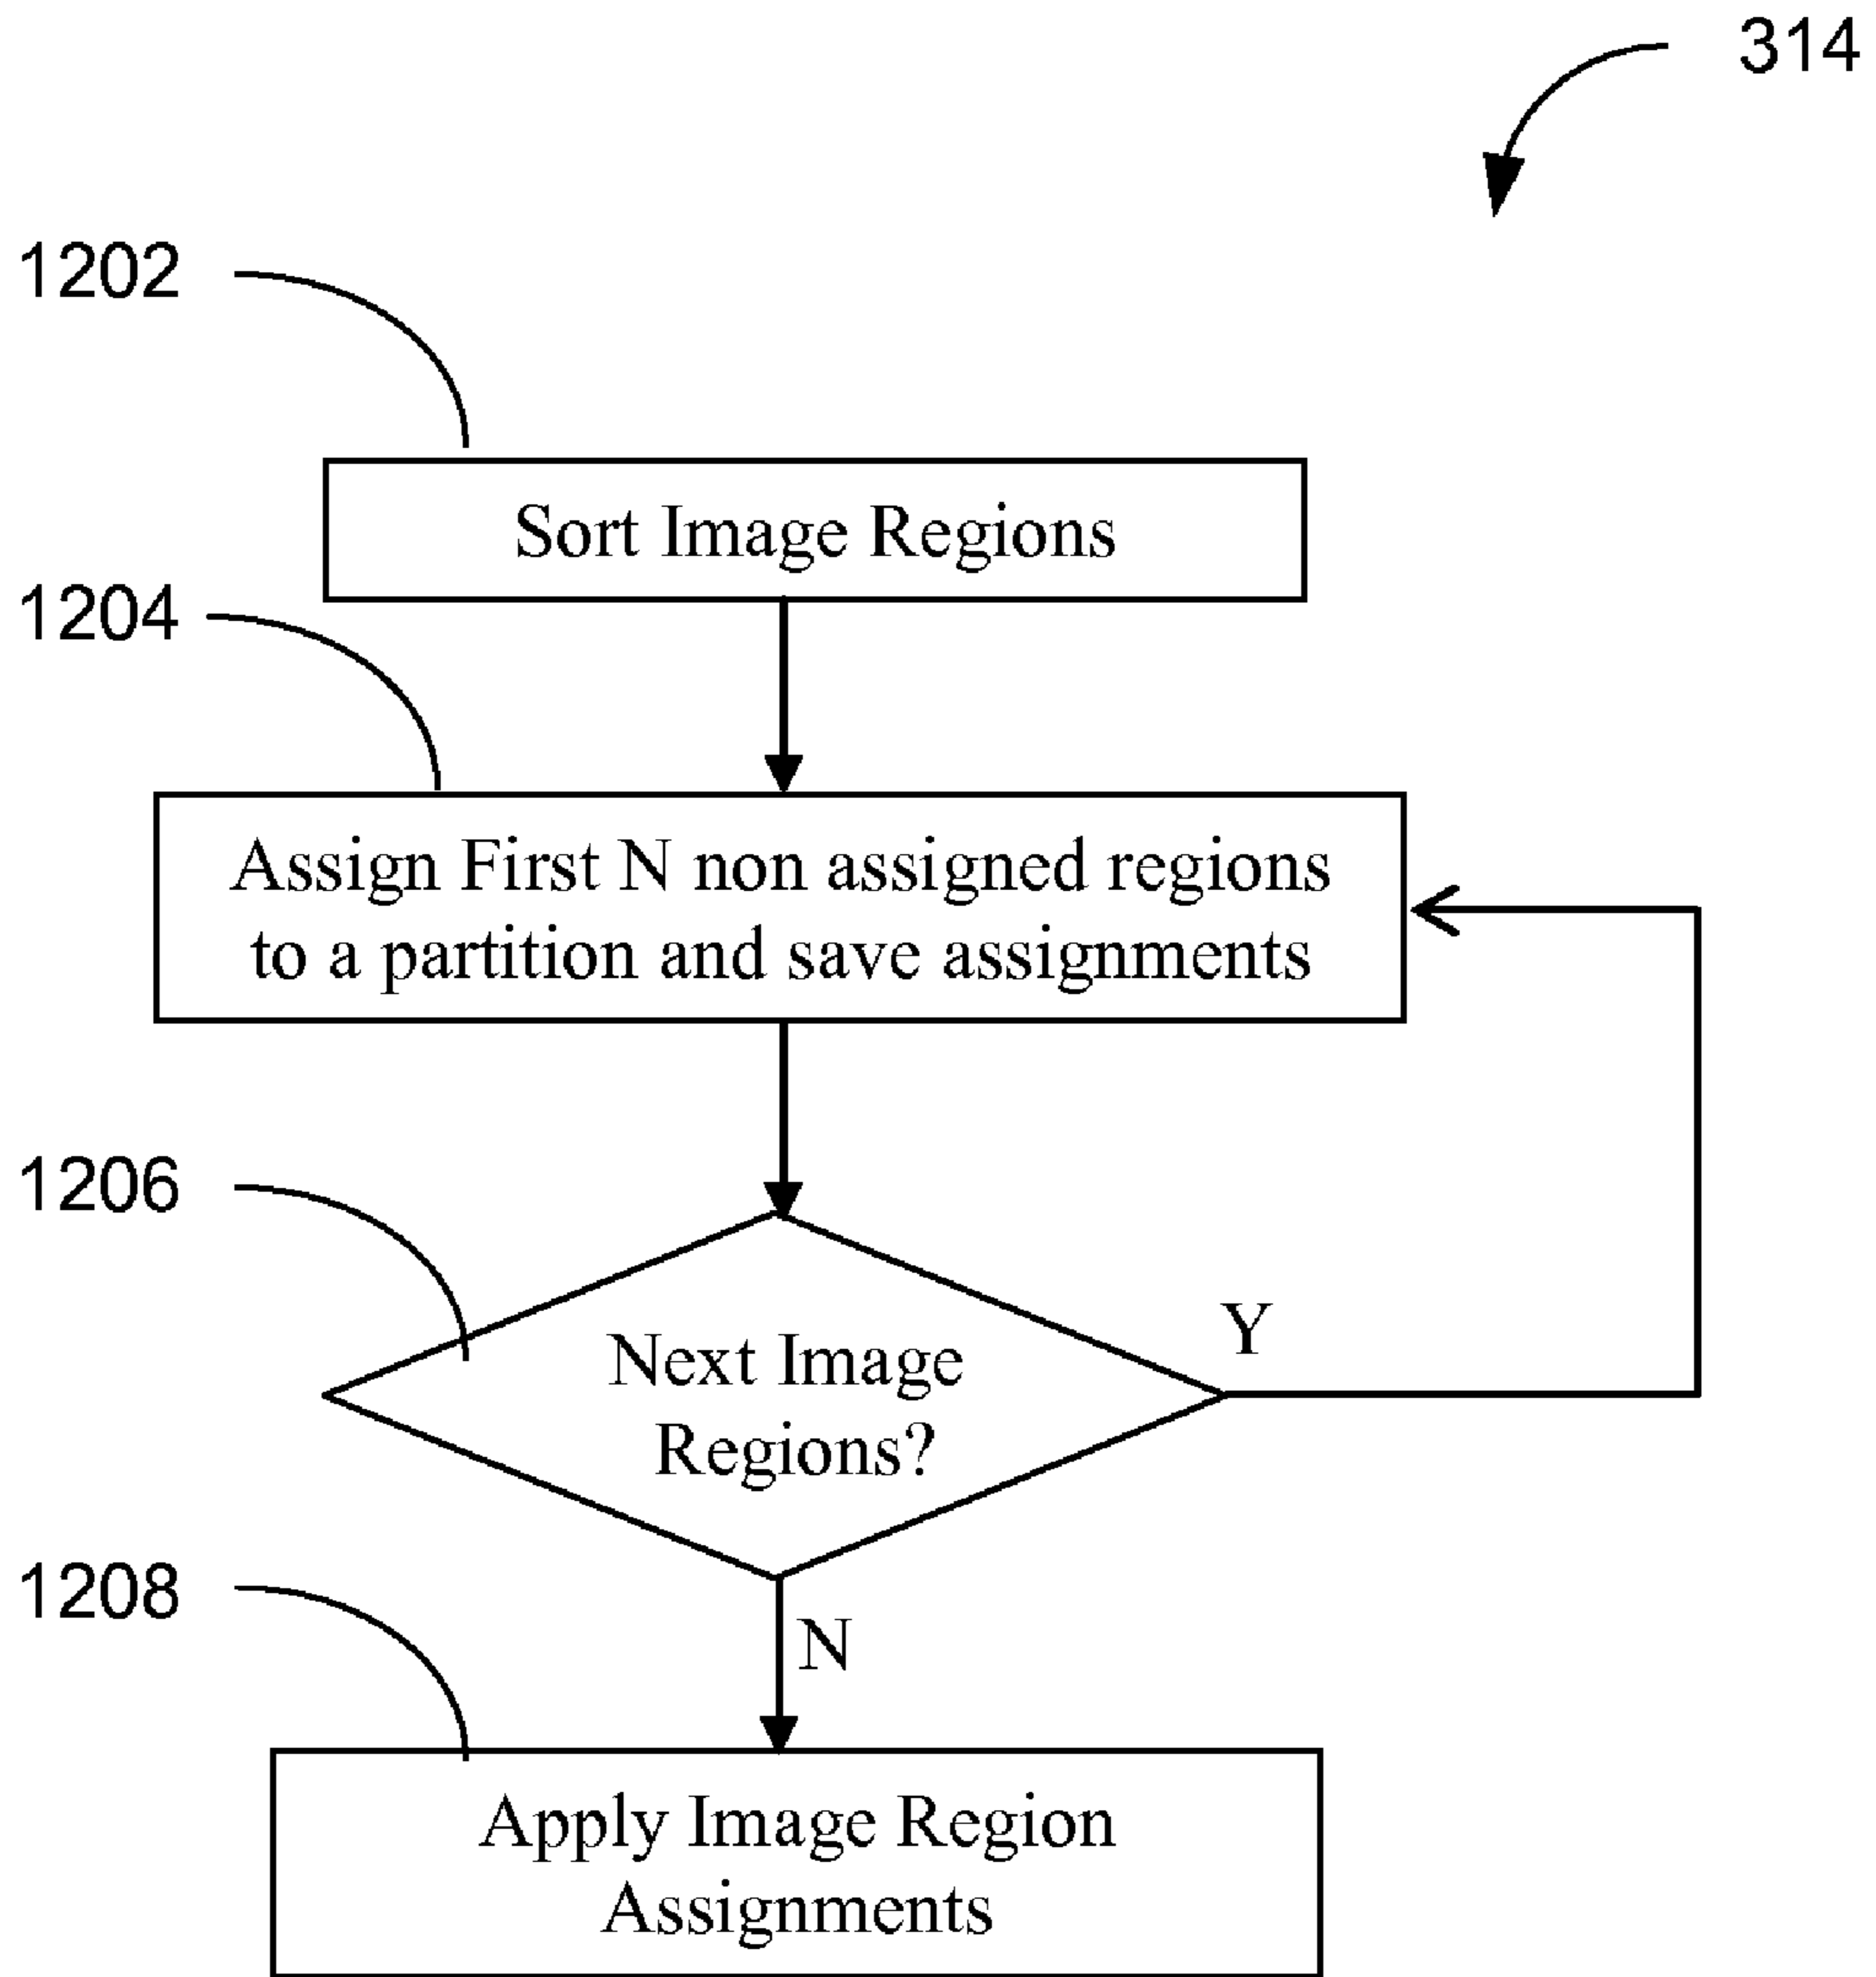 314
1202
Sort Image Regions
1204
Assign First N non assigned regions
to a partition and save assignments
1206
Next Image
Regions?
Y
N
1208
Apply Image Region
Assignments